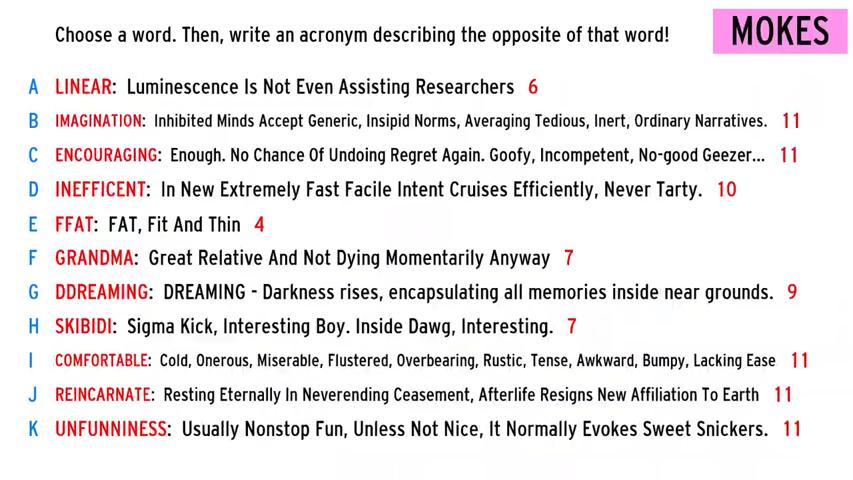 Choose a word. Then, write an acronym describing the opposite of that word!
MOKES
A LINEAR: Luminescence Is Not Even Assisting Researchers 6
B IMAGINATION: Inhibited Minds Accept Generic, Insipid Norms, Averaging Tedious, Inert, Ordinary Narratives. 11
C ENCOURAGING: Enough. No Chance Of Undoing Regret Again. Goofy, Incompetent, No-good Geezer... 11
D INEFFICENT: In New Extremely Fast Facile Intent Cruises Efficiently, Never Tarty. 10
E FFAT: FAT, Fit And Thin 4
F GRANDMA: Great Relative And Not Dying Momentarily Anyway 7
G DDREAMING: DREAMING - Darkness rises, encapsulating all memories inside near grounds. 9
H SKIBIDI: Sigma Kick, Interesting Boy. Inside Dawg, Interesting. 7
I COMFORTABLE: Cold, Onerous, Miserable, Flustered, Overbearing, Rustic, Tense, Awkward, Bumpy, Lacking Ease 11
J REINCARNATE: Resting Eternally In Neverending Ceasement, Afterlife Resigns New Affiliation To Earth 11
K UNFUNNINESS: Usually Nonstop Fun, Unless Not Nice, It Normally Evokes Sweet Snickers. 11